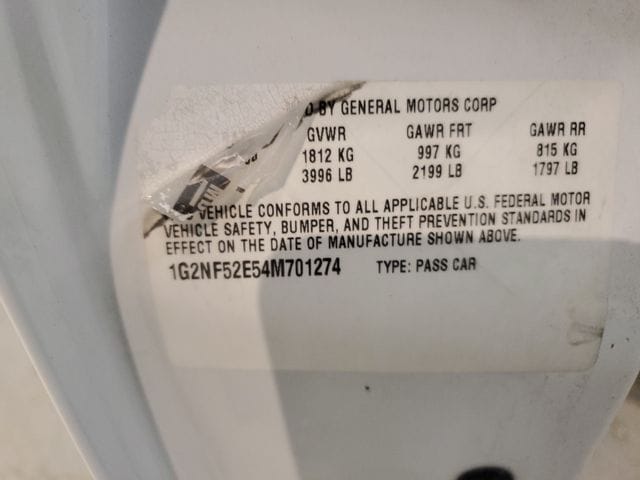 BY GENERAL MOTORS CORP
GVWR GAWR FRT GAWR RR
1812 KG 997 KG 815 KG
3996 LB 2199 LB 1797 LB
VEHICLE CONFORMS TO ALL APPLICABLE U.S. FEDERAL MOTOR
VEHICLE SAFETY, BUMPER, AND THEFT PREVENTION STANDARDS IN
EFFECT ON THE DATE OF MANUFACTURE SHOWN ABOVE.
1G2NF52E54M701274 TYPE: PASS CAR